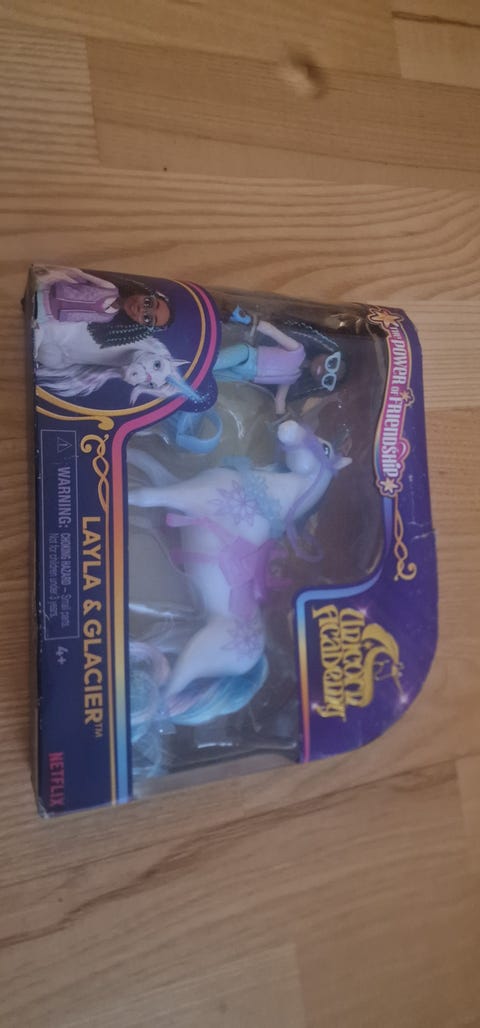 THE POWER OF FRIENDSHIP
Unicorn
Academy
LAYLA & GLACIER™
WARNING: CHOKING HAZARD – Small parts.
Not for children under 3 years.
4+
NETFLIX